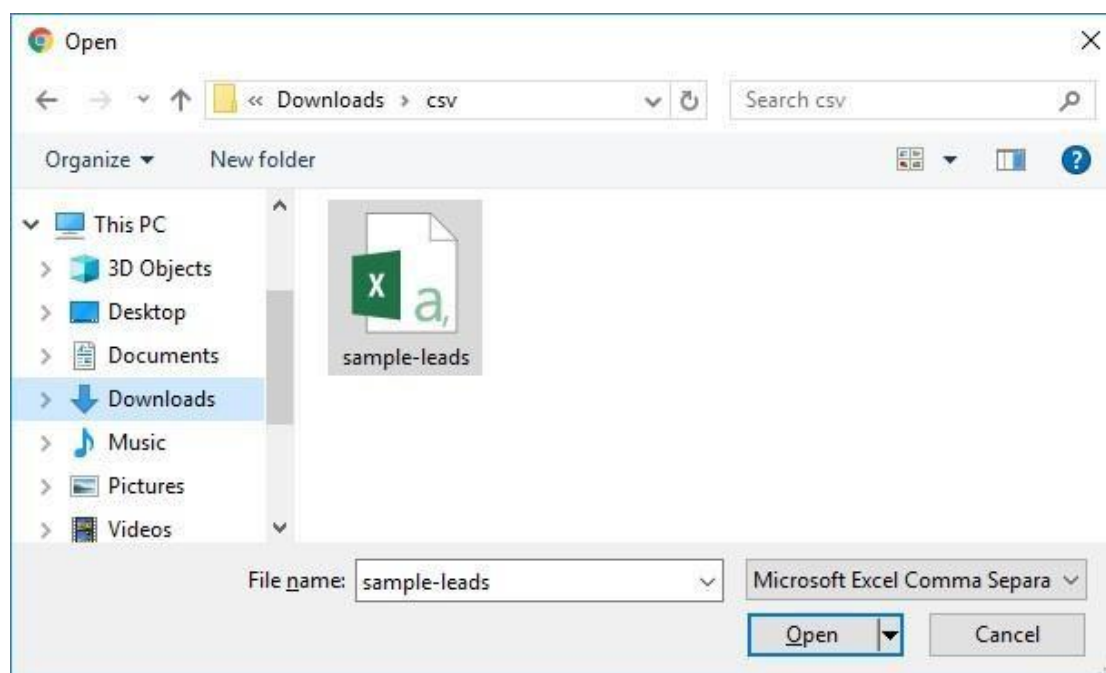 Open
« Downloads › csv
Search csv
Organize
New folder
This PC
3D Objects
Desktop
Documents
Downloads
Music
Pictures
Videos
X a,
sample-leads
File name: sample-leads
Microsoft Excel Comma Separa
Open
Cancel